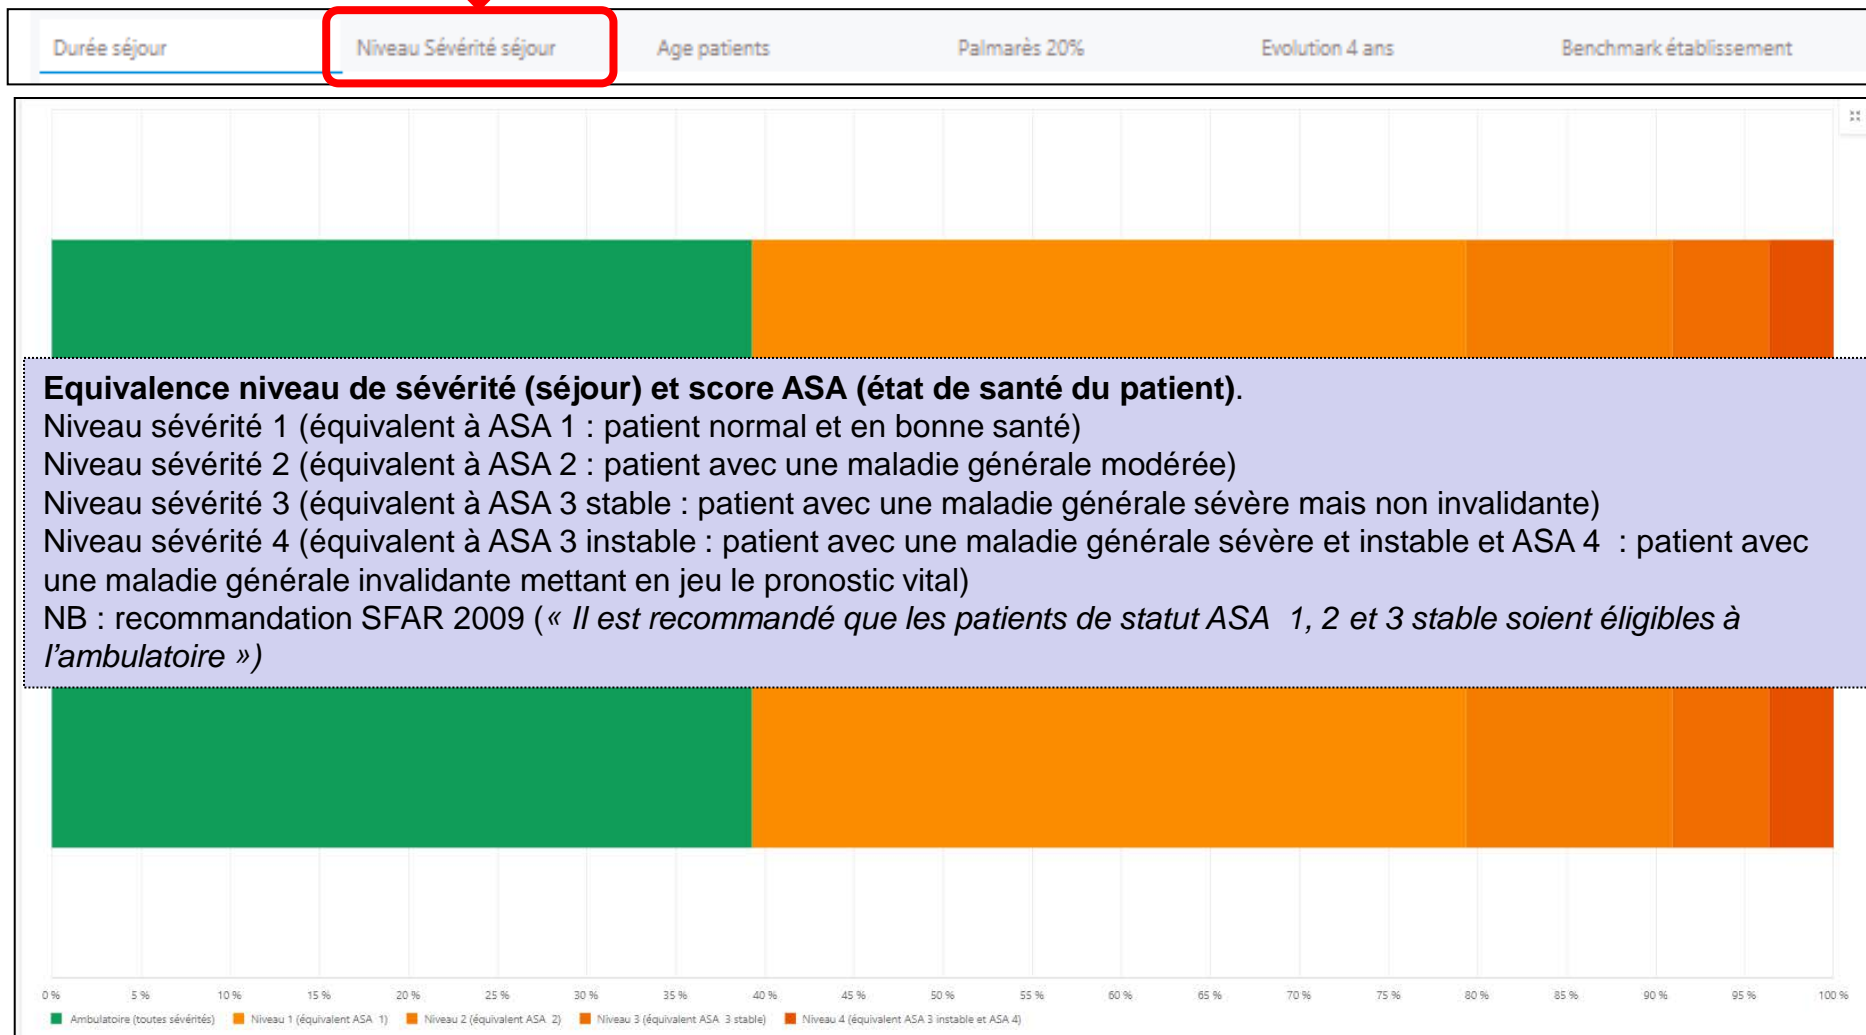 Durée séjour Niveau Sévérité séjour Age patients Palmarès 20% Evolution 4 ans Benchmark établissement
Equivalence niveau de sévérité (séjour) et score ASA (état de santé du patient).
Niveau sévérité 1 (équivalent à ASA 1 : patient normal et en bonne santé)
Niveau sévérité 2 (équivalent à ASA 2 : patient avec une maladie générale modérée)
Niveau sévérité 3 (équivalent à ASA 3 stable : patient avec une maladie générale sévère mais non invalidante)
Niveau sévérité 4 (équivalent à ASA 3 instable : patient avec une maladie générale sévère et instable et ASA 4 : patient avec
une maladie générale invalidante mettant en jeu le pronostic vital)
NB : recommandation SFAR 2009 (« Il est recommandé que les patients de statut ASA 1, 2 et 3 stable soient éligibles à
l’ambulatoire »)
0 % 5 % 10 % 15 % 20 % 25 % 30 % 35 % 40 % 45 % 50 % 55 % 60 % 65 % 70 % 75 % 80 % 85 % 90 % 95 % 100 %
Ambulatoire (toutes sévérités) Niveau 1 (équivalent ASA 1) Niveau 2 (équivalent ASA 2) Niveau 3 (équivalent ASA 3 stable) Niveau 4 (équivalent ASA 3 instable et ASA 4)